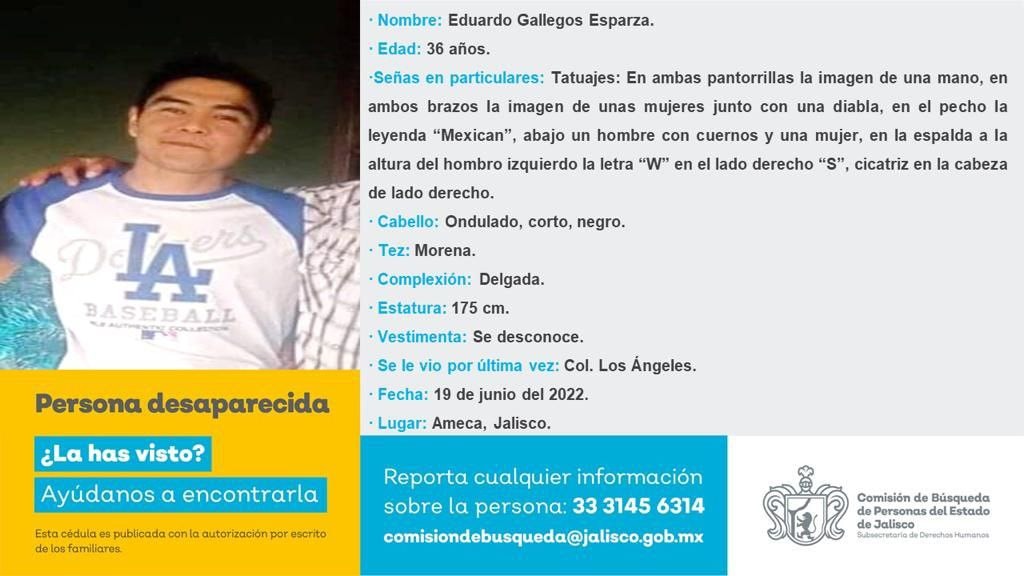 · Nombre: Eduardo Gallegos Esparza.
· Edad: 36 años.
·Señas en particulares: Tatuajes: En ambas pantorrillas la imagen de una mano, en
ambos brazos la imagen de unas mujeres junto con una diabla, en el pecho la
leyenda “Mexican”, abajo un hombre con cuernos y una mujer, en la espalda a la
altura del hombro izquierdo la letra “W” en el lado derecho “S”, cicatriz en la cabeza
de lado derecho.
· Cabello: Ondulado, corto, negro.
· Tez: Morena.
· Complexión: Delgada.
· Estatura: 175 cm.
· Vestimenta: Se desconoce.
· Se le vio por última vez: Col. Los Ángeles.
· Fecha: 19 de junio del 2022.
· Lugar: Ameca, Jalisco.
Dodgers
LA
BASEBALL
AUTHENTIC COLLECTION
Persona desaparecida
¿La has visto?
Ayúdanos a encontrarla
Esta cédula es publicada con la autorización por escrito
de los familiares.
Reporta cualquier información
sobre la persona: 33 3145 6314
comisiondebusqueda@jalisco.gob.mx
Comisión de Búsqueda
de Personas del Estado
de Jalisco
Subsecretaría de Derechos Humanos